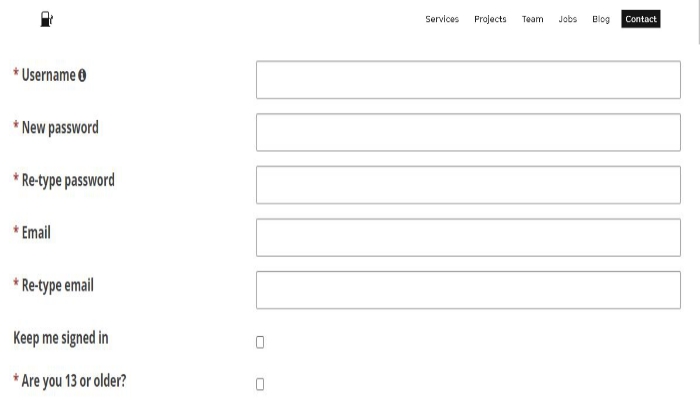 Services Projects Team Jobs Blog Contact
* Username
* New password
* Re-type password
* Email
* Re-type email
Keep me signed in
* Are you 13 or older?